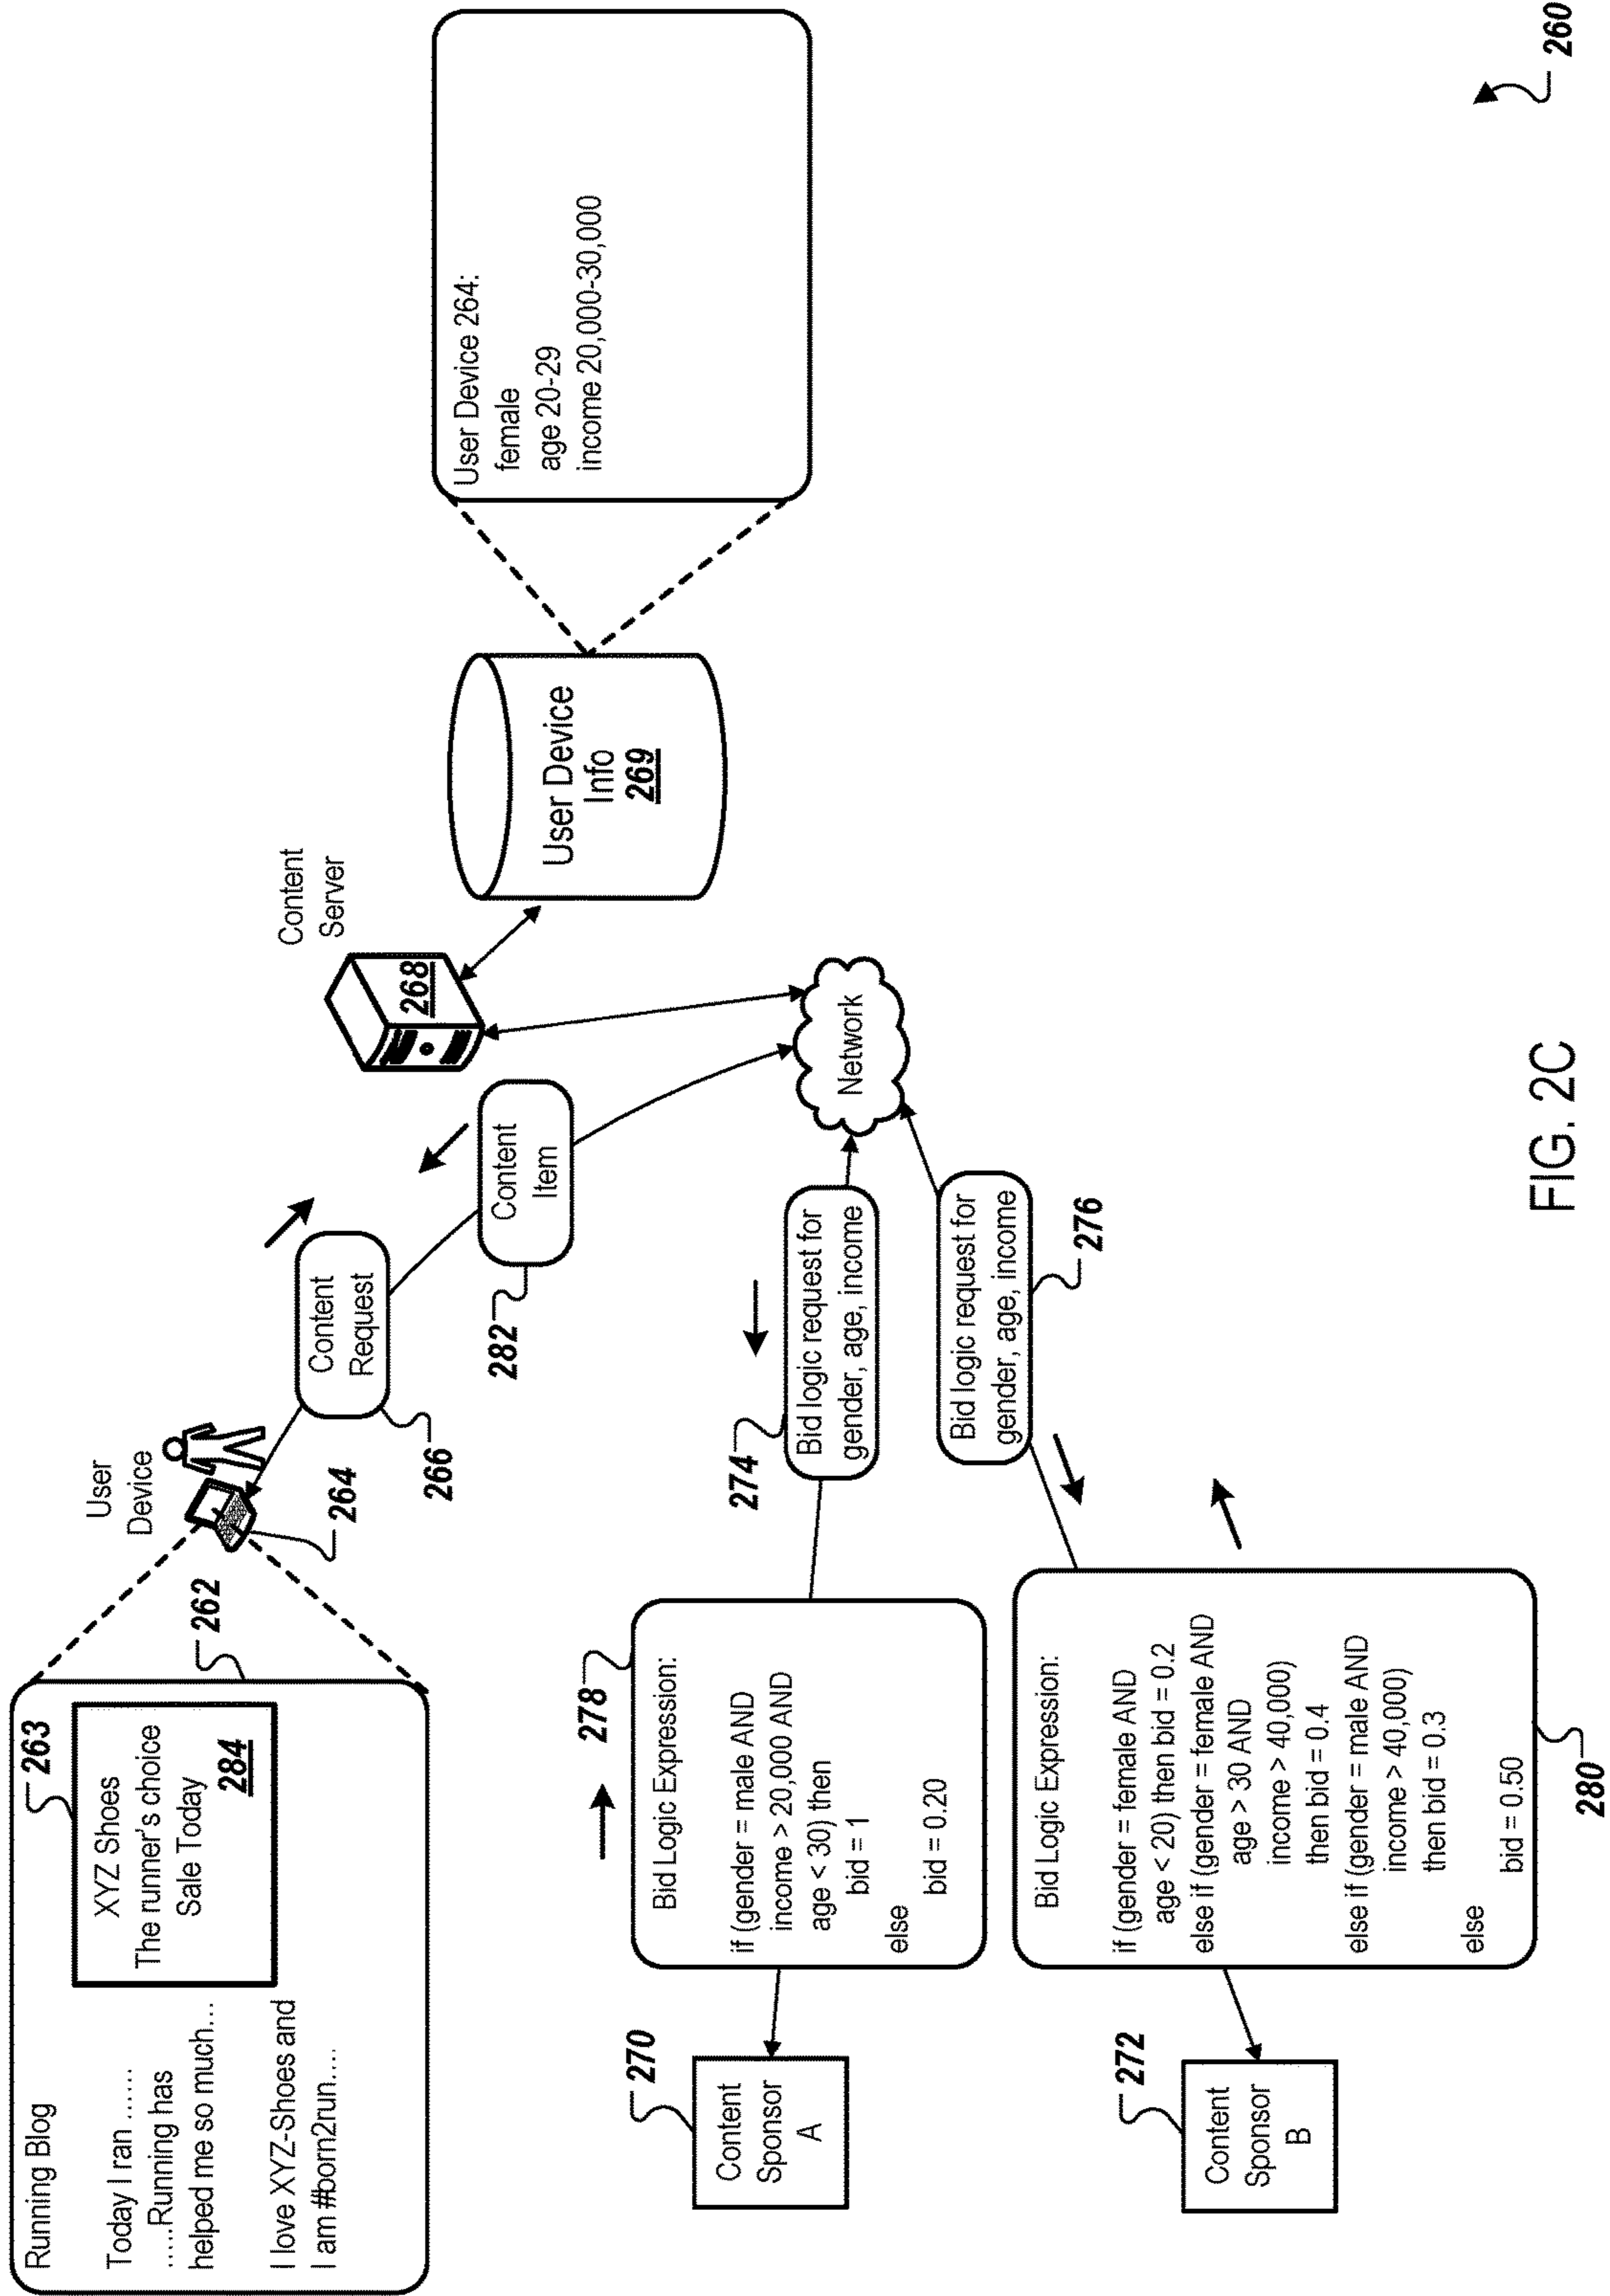 Running Blog
Today I ran ......
.....Running has
helped me so much...
I love XYZ-Shoes and
I am #born2run....
263
XYZ Shoes
The runner's choice
Sale Today
284
262
User
Device
264
Content
Request
266
Content
Item
282
Content
Server
268
User Device
Info
269
User Device 264:
female
age 20-29
income 20,000-30,000
Network
270
Content
Sponsor
A
278
Bid Logic Expression:
if (gender = male AND
income > 20,000 AND
age < 30) then
bid = 1
else
bid = 0.20
274
Bid logic request for
gender, age, income
272
Content
Sponsor
B
Bid Logic Expression:
if (gender = female AND
age < 20) then bid = 0.2
else if (gender = female AND
age > 30 AND
income > 40,000)
then bid = 0.4
else if (gender = male AND
income > 40,000)
then bid = 0.3
else
bid = 0.50
280
Bid logic request for
gender, age, income
276
FIG. 2C
260